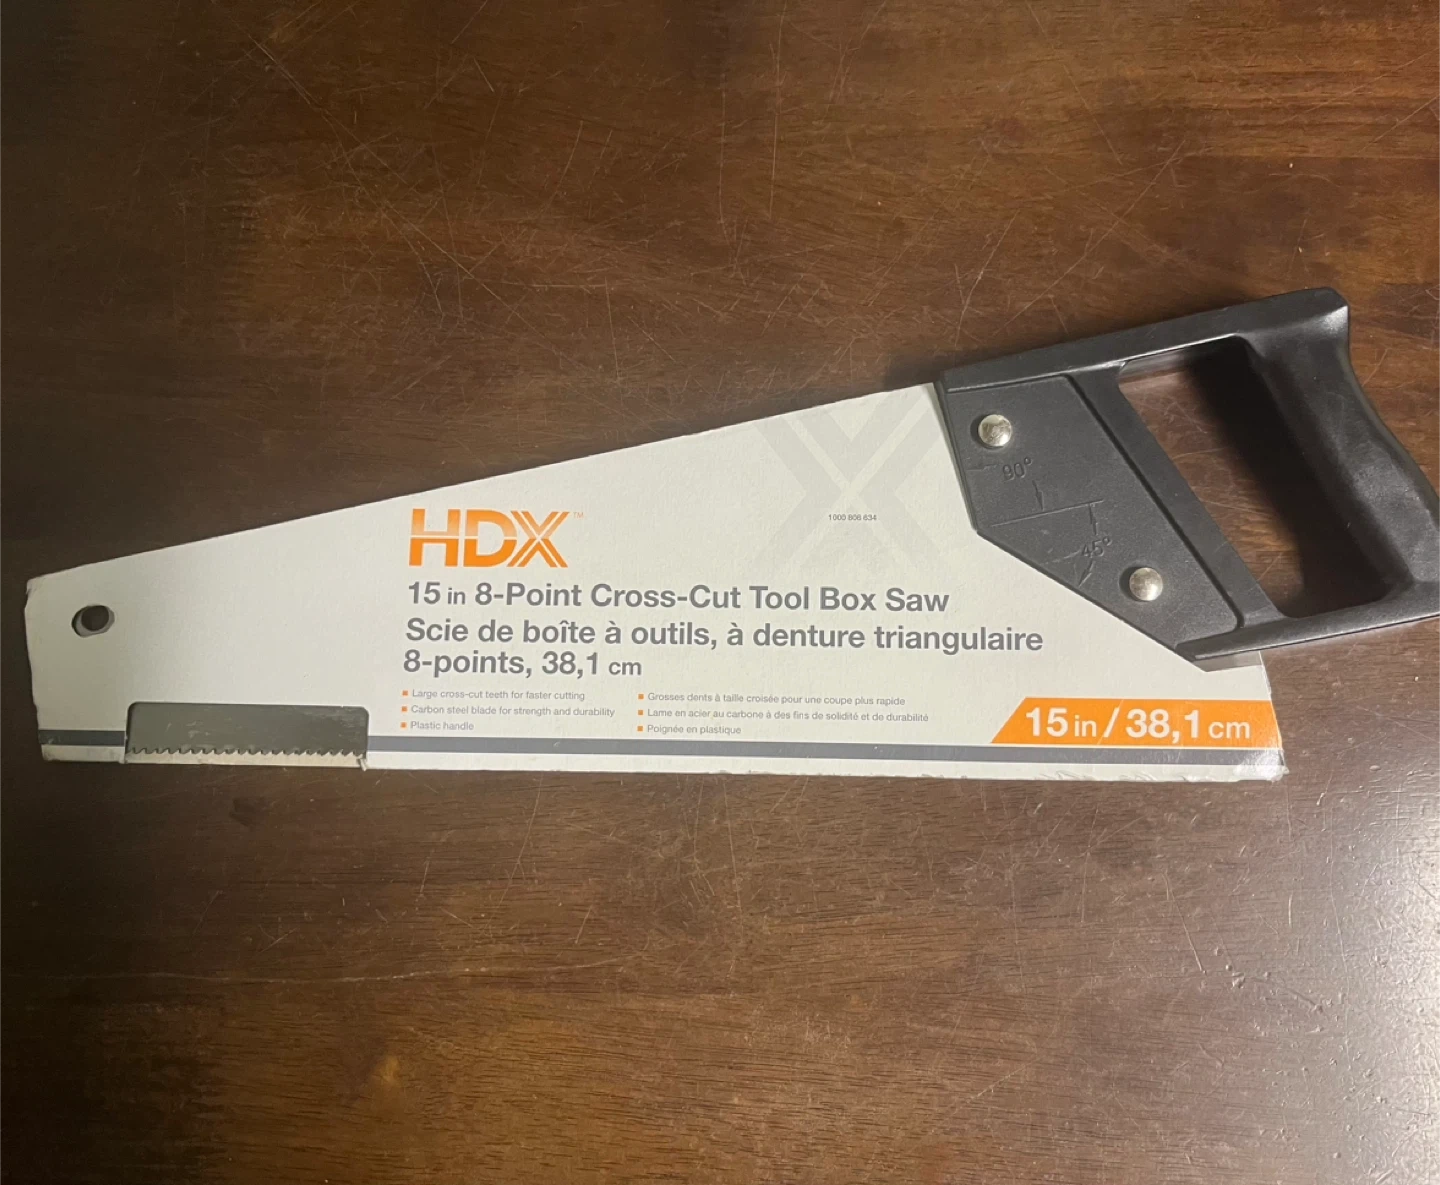 HDX™
1000 808 634
90°
45°
15 in 8-Point Cross-Cut Tool Box Saw
Scie de boîte à outils, à denture triangulaire
8-points, 38,1 cm
Large cross-cut teeth for faster cutting
Carbon steel blade for strength and durability
Plastic handle
Grosses dents à taille croisée pour une coupe plus rapide
Lame en acier au carbone à des fins de solidité et de durabilité
Poignée en plastique
15 in / 38,1 cm